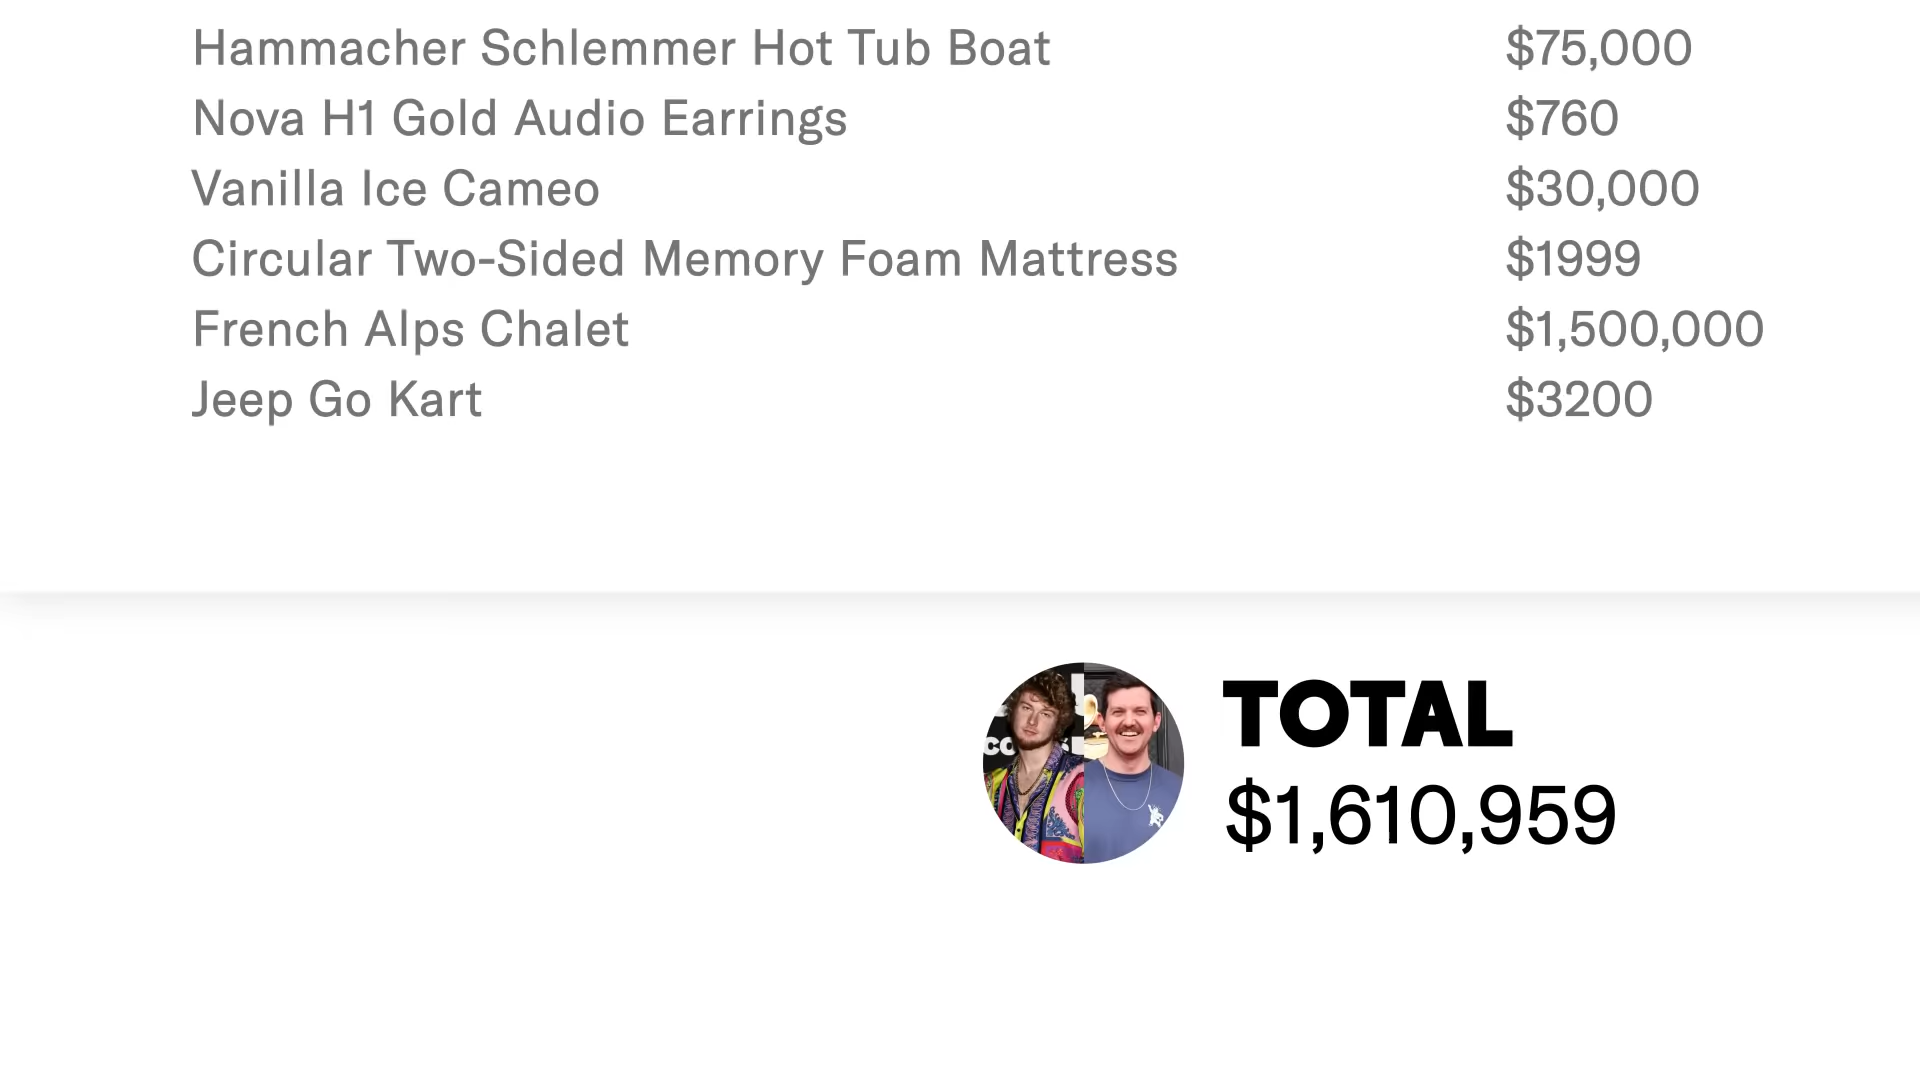 Hammacher Schlemmer Hot Tub Boat $75,000
Nova H1 Gold Audio Earrings $760
Vanilla Ice Cameo $30,000
Circular Two-Sided Memory Foam Mattress $1999
French Alps Chalet $1,500,000
Jeep Go Kart $3200
TOTAL
$1,610,959